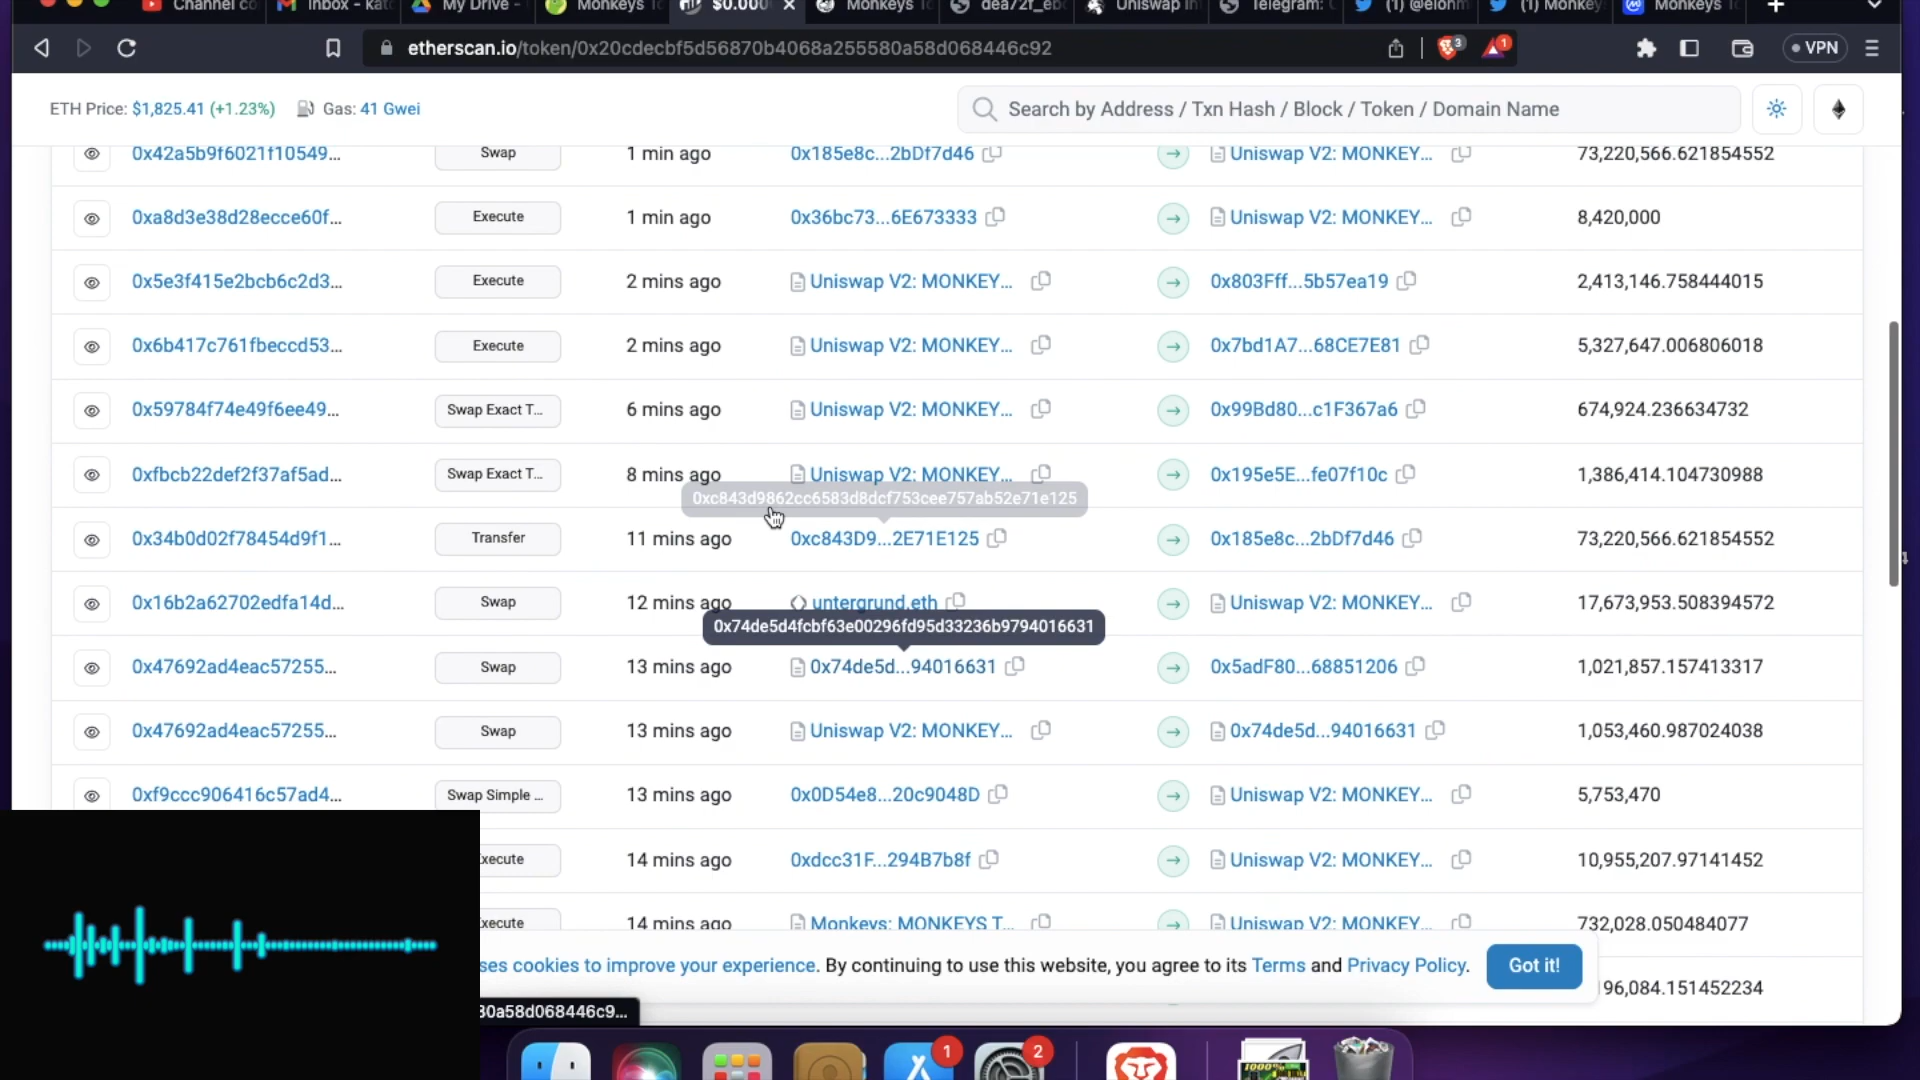 Channel co
Inbox - kat
My Drive -
Monkeys
$0.000
Monkeys
dea72f_eb
Uniswap In
Telegram:
(1) @elonm
(1) Monkey
Monkeys
etherscan.io/token/0x20cdecbf5d56870b4068a255580a58d068446c92
3
1
VPN
ETH Price: $1,825.41 (+1.23%) Gas: 41 Gwei
Search by Address / Txn Hash / Block / Token / Domain Name
0x42a5b9f6021f10549... Swap 1 min ago 0x185e8c...2bDf7d46 Uniswap V2: MONKEY... 73,220,566.621854552
0xa8d3e38d28ecce60f... Execute 1 min ago 0x36bc73...6E673333 Uniswap V2: MONKEY... 8,420,000
0x5e3f415e2bcb6c2d3... Execute 2 mins ago Uniswap V2: MONKEY... 0x803Fff...5b57ea19 2,413,146.758444015
0x6b417c761fbeccd53... Execute 2 mins ago Uniswap V2: MONKEY... 0x7bd1A7...68CE7E81 5,327,647.006806018
0x59784f74e49f6ee49... Swap Exact T... 6 mins ago Uniswap V2: MONKEY... 0x99Bd80...c1F367a6 674,924.236634732
0xfbcb22def2f37af5ad... Swap Exact T... 8 mins ago Uniswap V2: MONKEY... 0x195e5E...fe07f10c 1,386,414.104730988
0xc843d9862cc6583d8dcf753cee757ab52e71e125
0x34b0d02f78454d9f1... Transfer 11 mins ago 0xc843D9...2E71E125 0x185e8c...2bDf7d46 73,220,566.621854552
0x16b2a62702edfa14d... Swap 12 mins ago untergrund.eth Uniswap V2: MONKEY... 17,673,953.508394572
0x74de5d4fcbf63e00296fd95d33236b9794016631
0x47692ad4eac57255... Swap 13 mins ago 0x74de5d...94016631 0x5adF80...68851206 1,021,857.157413317
0x47692ad4eac57255... Swap 13 mins ago Uniswap V2: MONKEY... 0x74de5d...94016631 1,053,460.987024038
0xf9ccc906416c57ad4... Swap Simple ... 13 mins ago 0x0D54e8...20c9048D Uniswap V2: MONKEY... 5,753,470
xecute 14 mins ago 0xdcc31F...294B7b8f Uniswap V2: MONKEY... 10,955,207.97141452
xecute 14 mins ago Monkeys: MONKEYS T... Uniswap V2: MONKEY... 732,028.050484077
ses cookies to improve your experience. By continuing to use this website, you agree to its Terms and Privacy Policy. Got it!
96,084.151452234
80a58d068446c9...
1
2
1000%